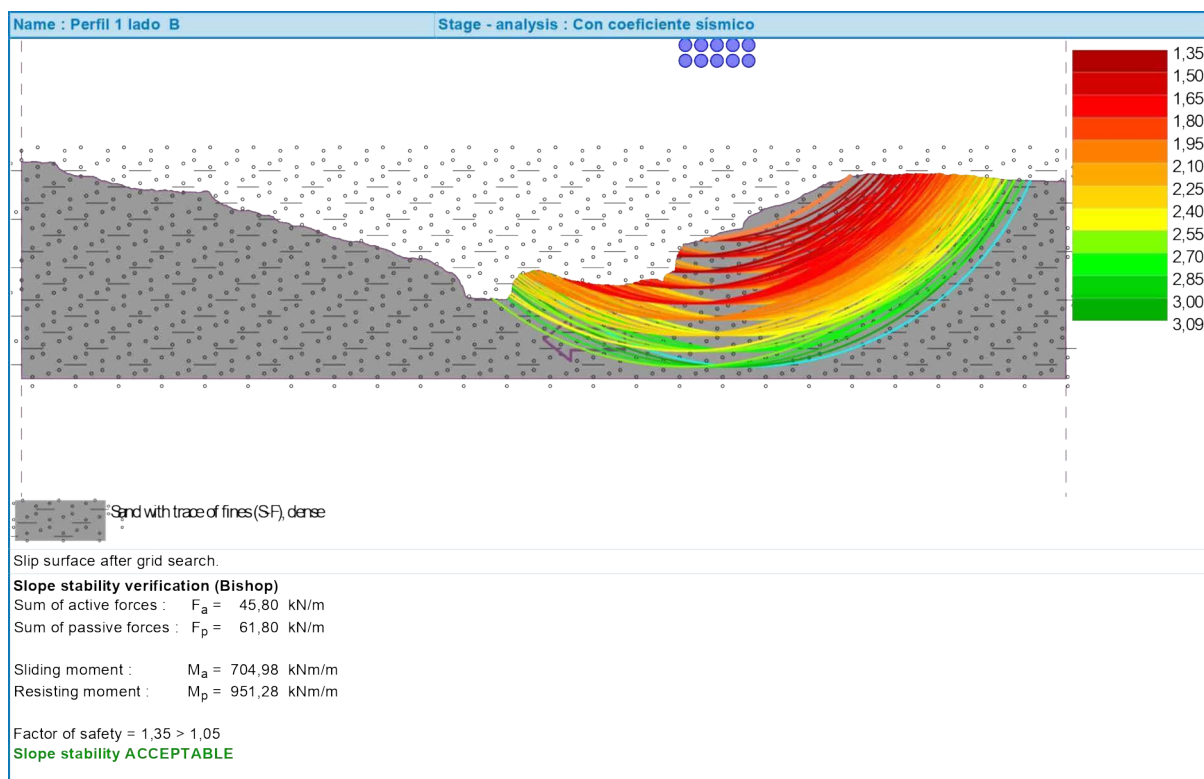 Name : Perfil 1 lado B
Stage - analysis : Con coeficiente sísmico
1,35
1,50
1,65
1,80
1,95
2,10
2,25
2,40
2,55
2,70
2,85
3,00
3,09
Sand with trace of fines (S-F), dense
Slip surface after grid search.
Slope stability verification (Bishop)
Sum of active forces : Fa = 45,80 kN/m
Sum of passive forces : Fp = 61,80 kN/m
Sliding moment : Ma = 704,98 kNm/m
Resisting moment : Mp = 951,28 kNm/m
Factor of safety = 1,35 > 1,05
Slope stability ACCEPTABLE